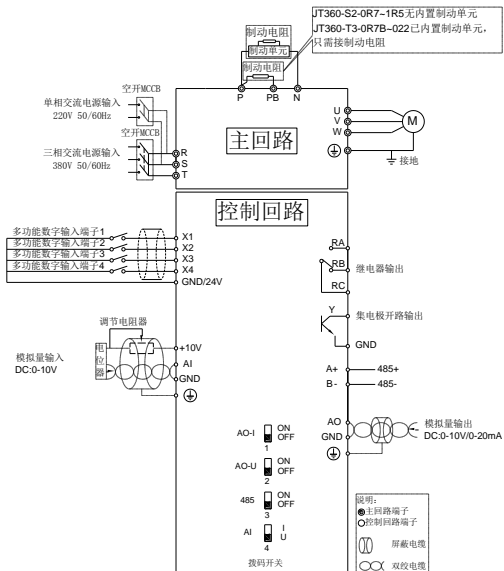 JT360-S2-0R7~1R5无内置制动单元
JT360-T3-0R7B~022已内置制动单元，
只需接制动电阻
制动电阻
制动单元
制动电阻
P PB N
空开MCCB
单相交流电源输入
220V 50/60Hz
空开MCCB
三相交流电源输入
380V 50/60Hz
R
S
T
主回路
U
V
W
M
接地
控制回路
多功能数字输入端子1
多功能数字输入端子2
多功能数字输入端子3
多功能数字输入端子4
X1
X2
X3
X4
GND/24V
RA
RB
RC
继电器输出
Y
集电极开路输出
GND
调节电阻器
电位器
模拟量输入
DC:0-10V
+10V
AI
GND
A+ 485+
B- 485-
AO
GND
模拟量输出
DC:0-10V/0-20mA
AO-I ON
OFF
1
AO-U ON
OFF
2
485 ON
OFF
3
AI I
U
4
拨码开关
说明:
主回路端子
控制回路端子
屏蔽电缆
双绞电缆